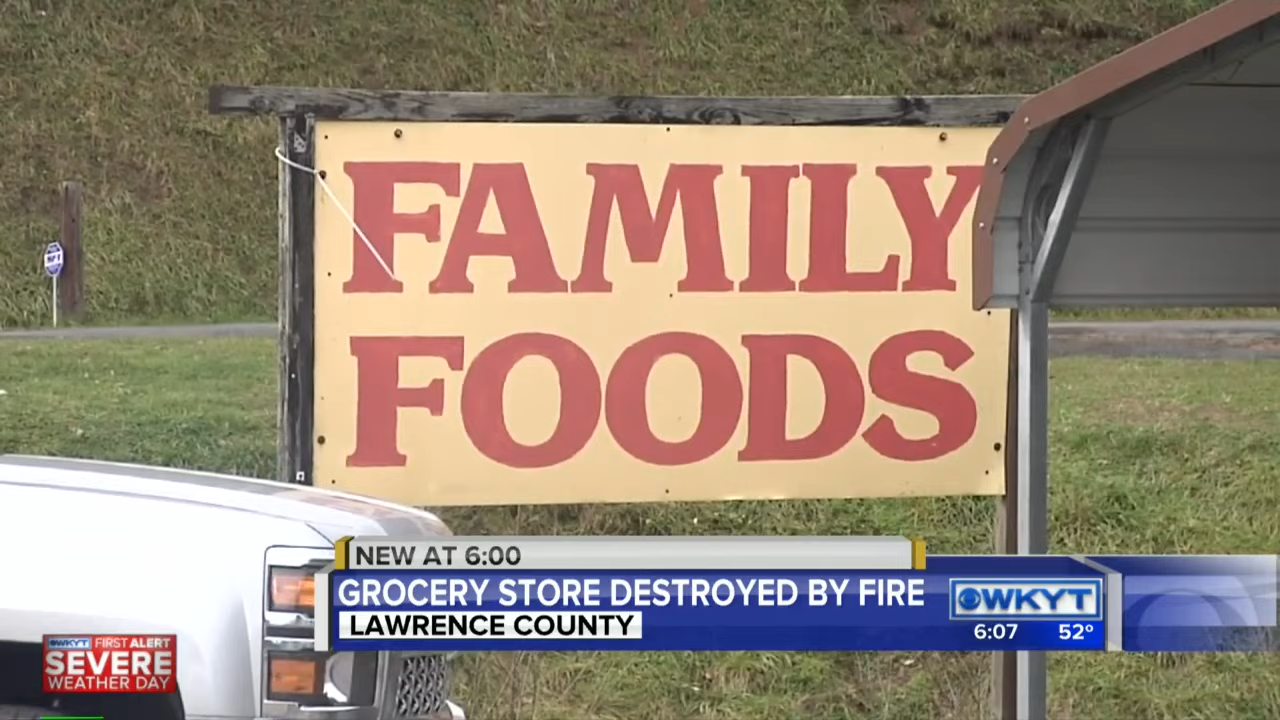 FAMILY
FOODS
NEW AT 6:00
GROCERY STORE DESTROYED BY FIRE
LAWRENCE COUNTY
WKYT
6:07 52°
WKYT FIRST ALERT
SEVERE
WEATHER DAY